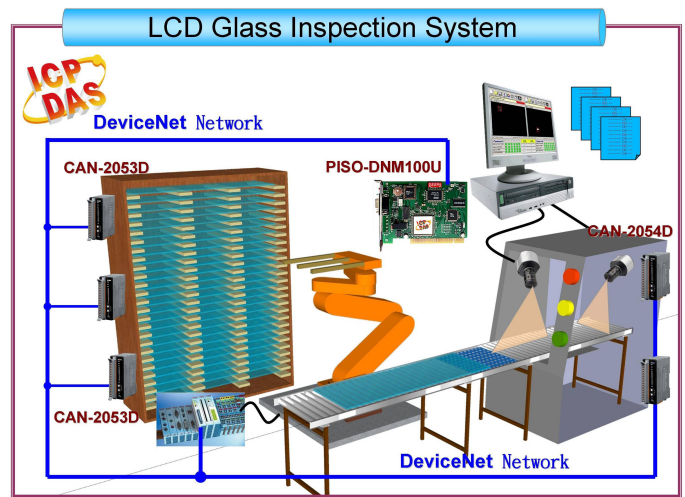 LCD Glass Inspection System
ICP
DAS
DeviceNet Network
CAN-2053D
PISO-DNM100U
CAN-2054D
CAN-2053D
DeviceNet Network